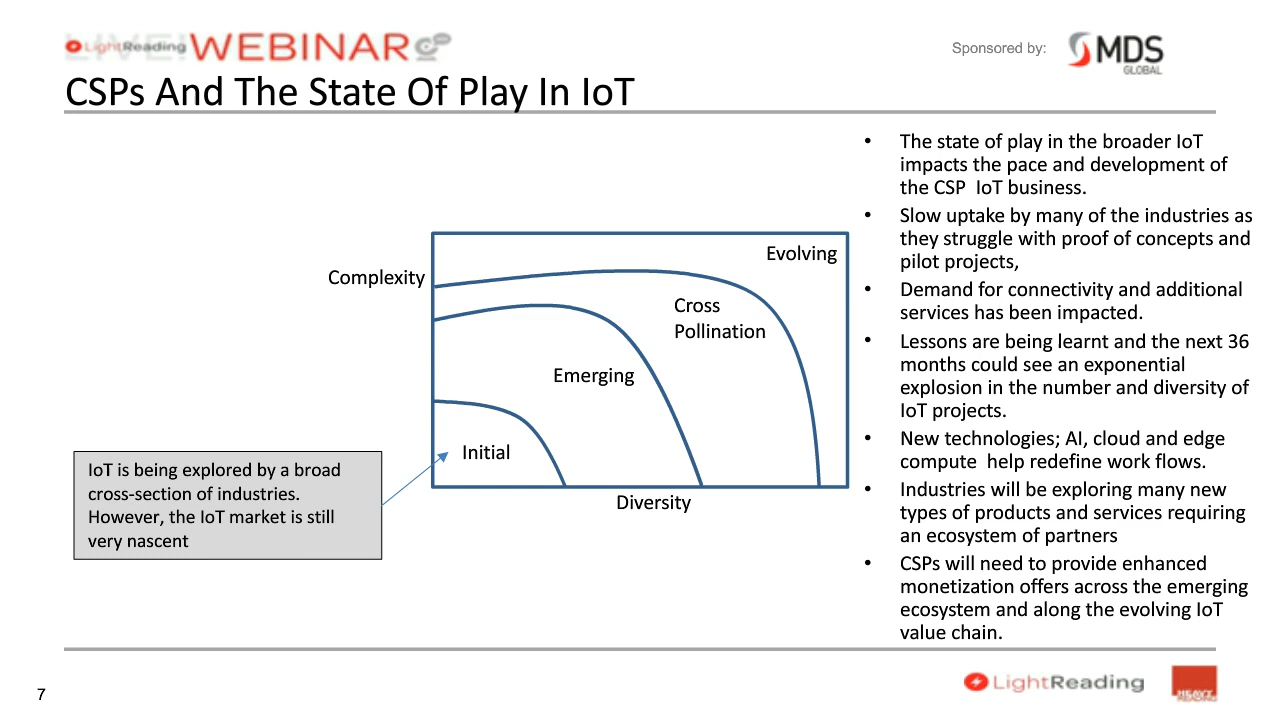 LightReading WEBINAR
Sponsored by:
MDS
GLOBAL
CSPs And The State Of Play In IoT
Complexity
Evolving
Cross
Pollination
Emerging
Initial
Diversity
IoT is being explored by a broad
cross-section of industries.
However, the IoT market is still
very nascent
• The state of play in the broader IoT
impacts the pace and development of
the CSP  IoT business.
• Slow uptake by many of the industries as
they struggle with proof of concepts and
pilot projects,
• Demand for connectivity and additional
services has been impacted.
• Lessons are being learnt and the next 36
months could see an exponential
explosion in the number and diversity of
IoT projects.
• New technologies; AI, cloud and edge
compute  help redefine work flows.
• Industries will be exploring many new
types of products and services requiring
an ecosystem of partners
• CSPs will need to provide enhanced
monetization offers across the emerging
ecosystem and along the evolving IoT
value chain.
7
LightReading
HEAVY
READING